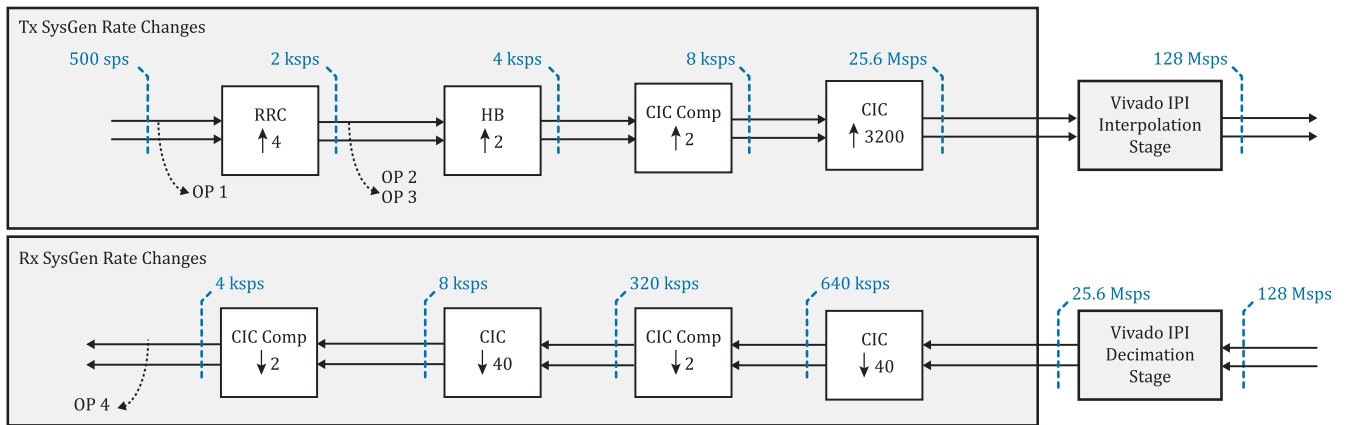 Tx SysGen Rate Changes
500 sps
2 ksps
4 ksps
8 ksps
25.6 Msps
128 Msps
RRC
↑ 4
HB
↑ 2
CIC Comp
↑ 2
CIC
↑ 3200
Vivado IPI
Interpolation
Stage
OP 1
OP 2
OP 3
Rx SysGen Rate Changes
4 ksps
8 ksps
320 ksps
640 ksps
25.6 Msps
128 Msps
CIC Comp
↓ 2
CIC
↓ 40
CIC Comp
↓ 2
CIC
↓ 40
Vivado IPI
Decimation
Stage
OP 4